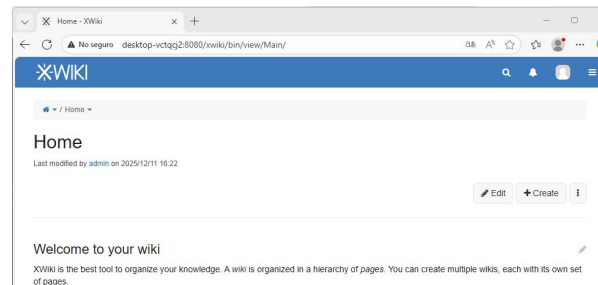 Home - XWiki
No seguro desktop-vctqcj2:8080/xwiki/bin/view/Main/
XWIKI
/ Home
Home
Last modified by admin on 2025/12/11 16:22
Edit + Create
Welcome to your wiki
XWiki is the best tool to organize your knowledge. A wiki is organized in a hierarchy of pages. You can create multiple wikis, each with its own set
of pages.